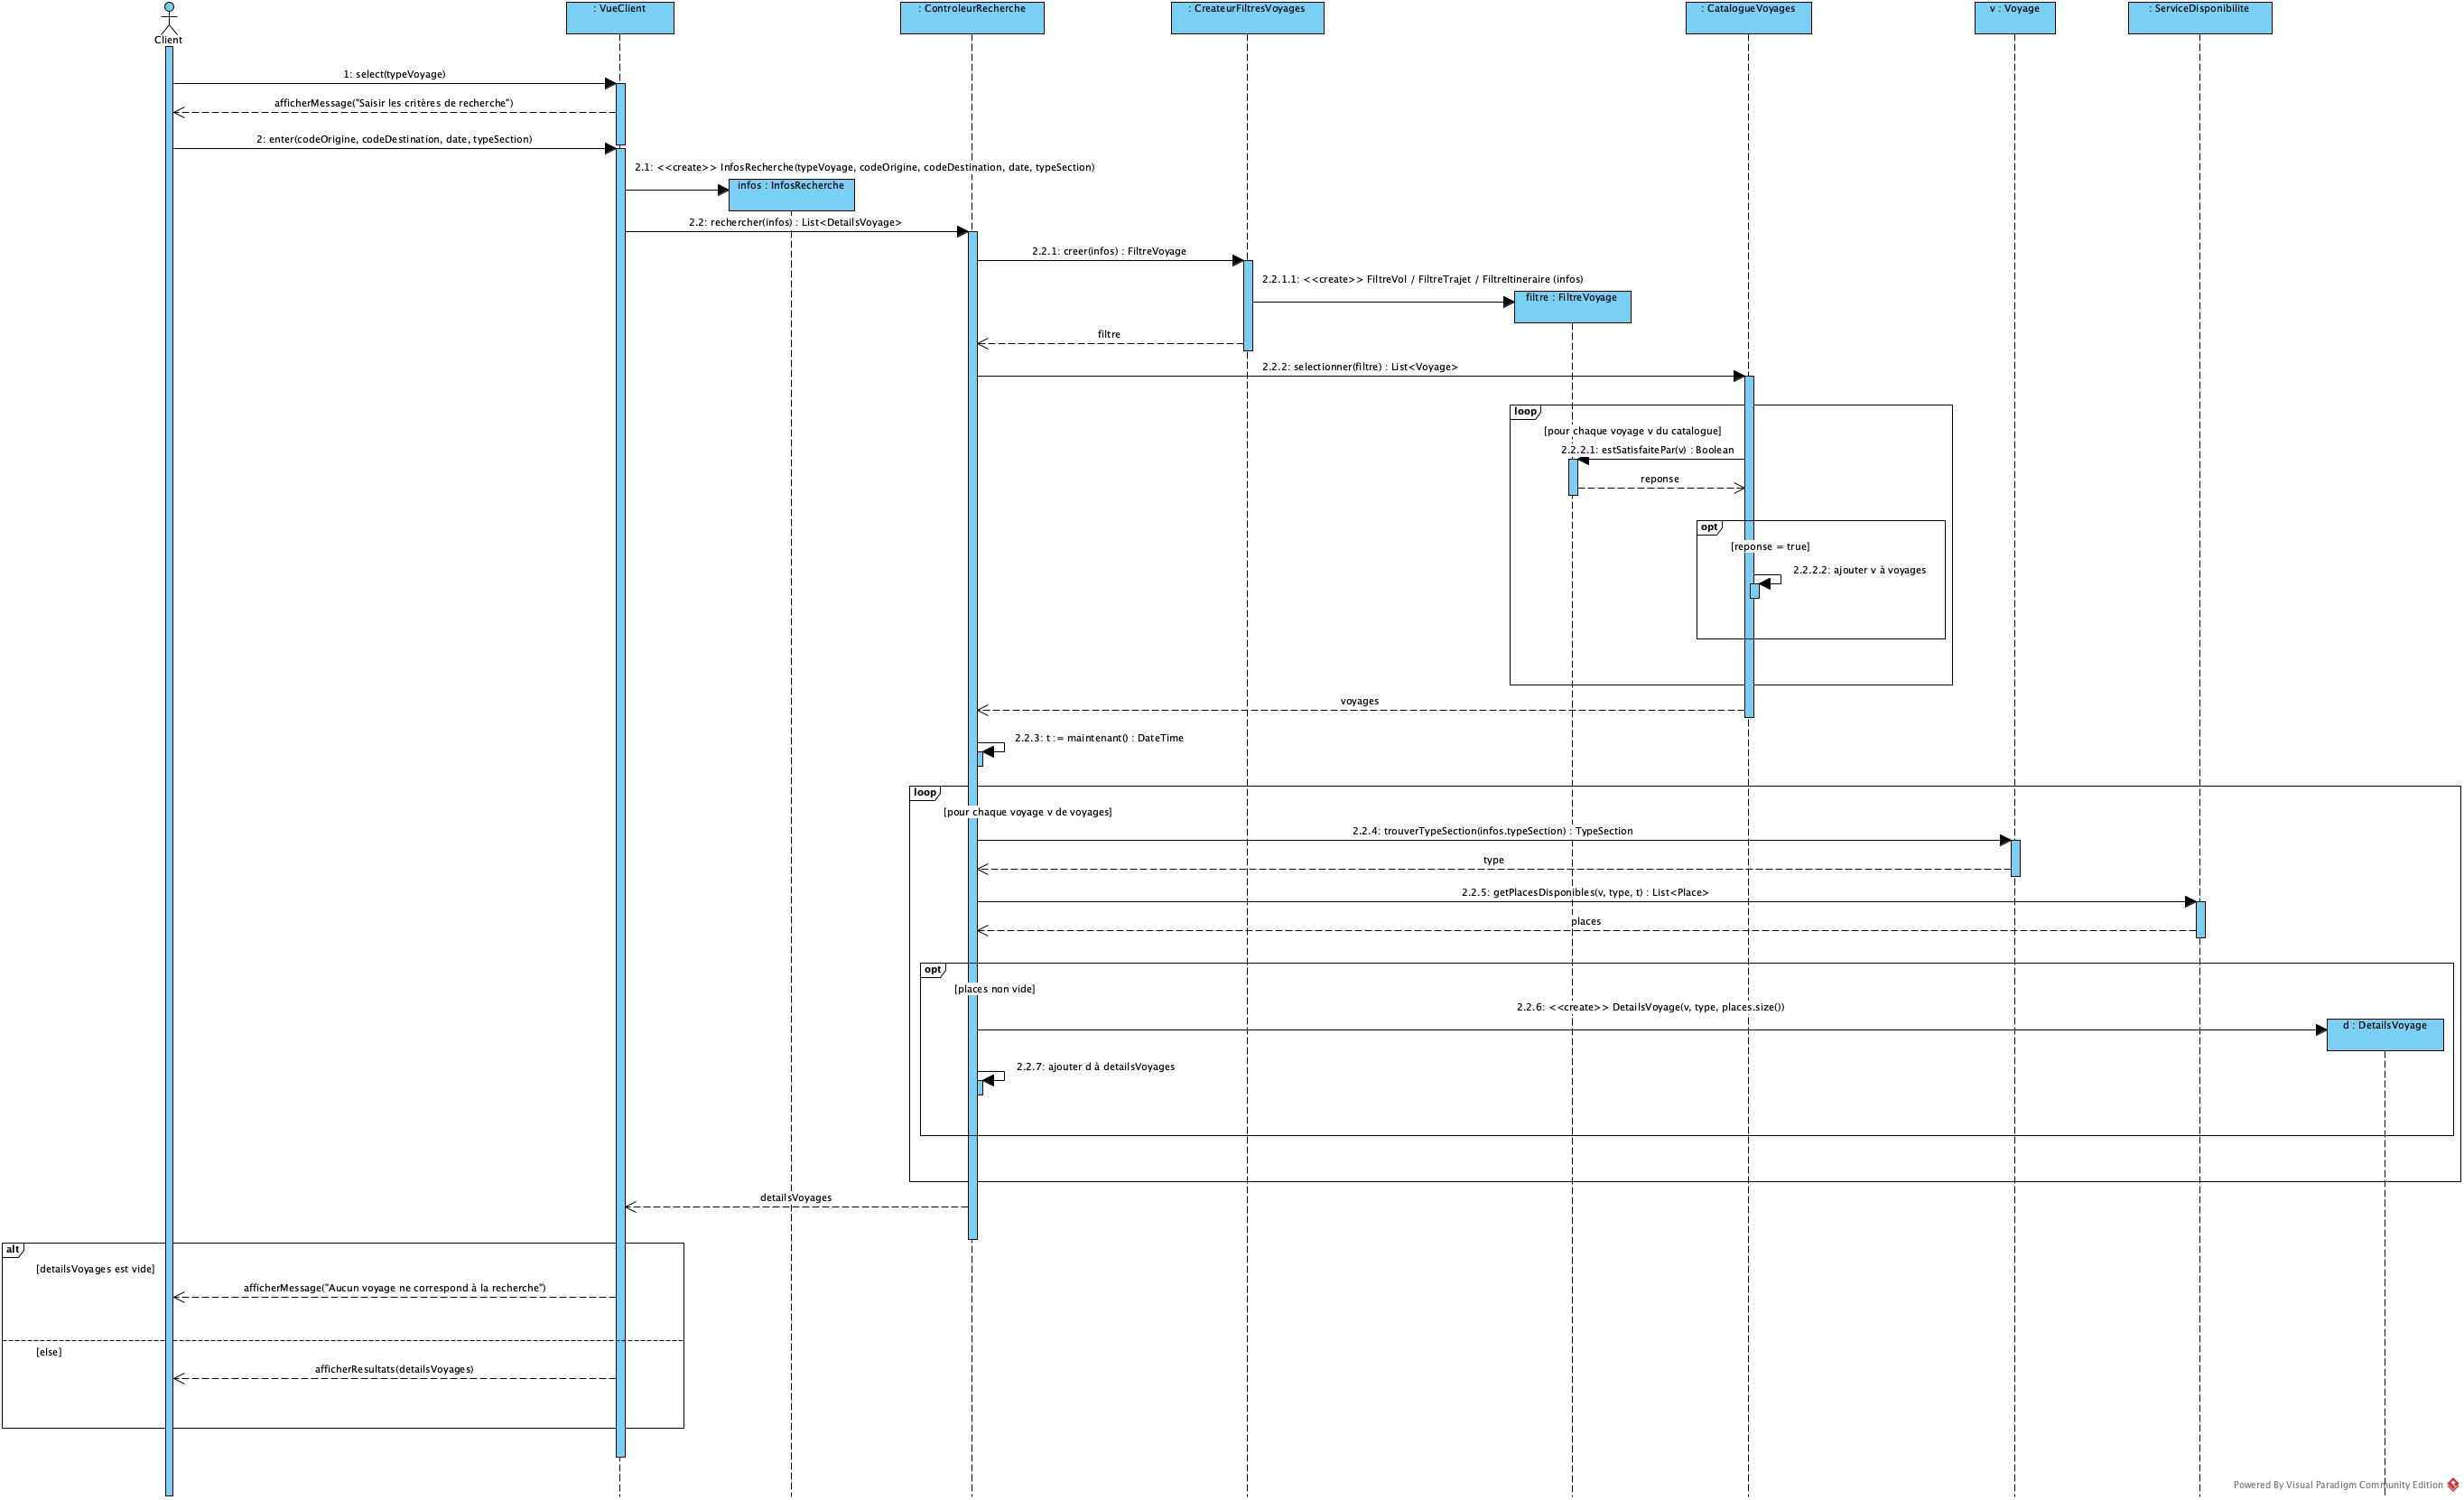 Client
: VueClient
: ControleurRecherche
: CreateurFiltresVoyages
: CatalogueVoyages
v : Voyage
: ServiceDisponibilite
1: select(typeVoyage)
afficherMessage("Saisir les critères de recherche")
2: enter(codeOrigine, codeDestination, date, typeSection)
2.1: <<create>> InfosRecherche(typeVoyage, codeOrigine, codeDestination, date, typeSection)
infos : InfosRecherche
2.2: rechercher(infos) : List<DetailsVoyage>
2.2.1: creer(infos) : FiltreVoyage
2.2.1.1: <<create>> FiltreVol / FiltreTrajet / FiltreItineraire (infos)
filtre : FiltreVoyage
filtre
2.2.2: selectionner(filtre) : List<Voyage>
loop
[pour chaque voyage v du catalogue]
2.2.2.1: estSatisfaitePar(v) : Boolean
reponse
opt
[reponse = true]
2.2.2.2: ajouter v à voyages
voyages
2.2.3: t := maintenant() : DateTime
loop
[pour chaque voyage v de voyages]
2.2.4: trouverTypeSection(infos.typeSection) : TypeSection
type
2.2.5: getPlacesDisponibles(v, type, t) : List<Place>
places
opt
[places non vide]
2.2.6: <<create>> DetailsVoyage(v, type, places.size())
d : DetailsVoyage
2.2.7: ajouter d à detailsVoyages
detailsVoyages
alt
[detailsVoyages est vide]
afficherMessage("Aucun voyage ne correspond à la recherche")
[else]
afficherResultats(detailsVoyages)
Powered By Visual Paradigm Community Edition